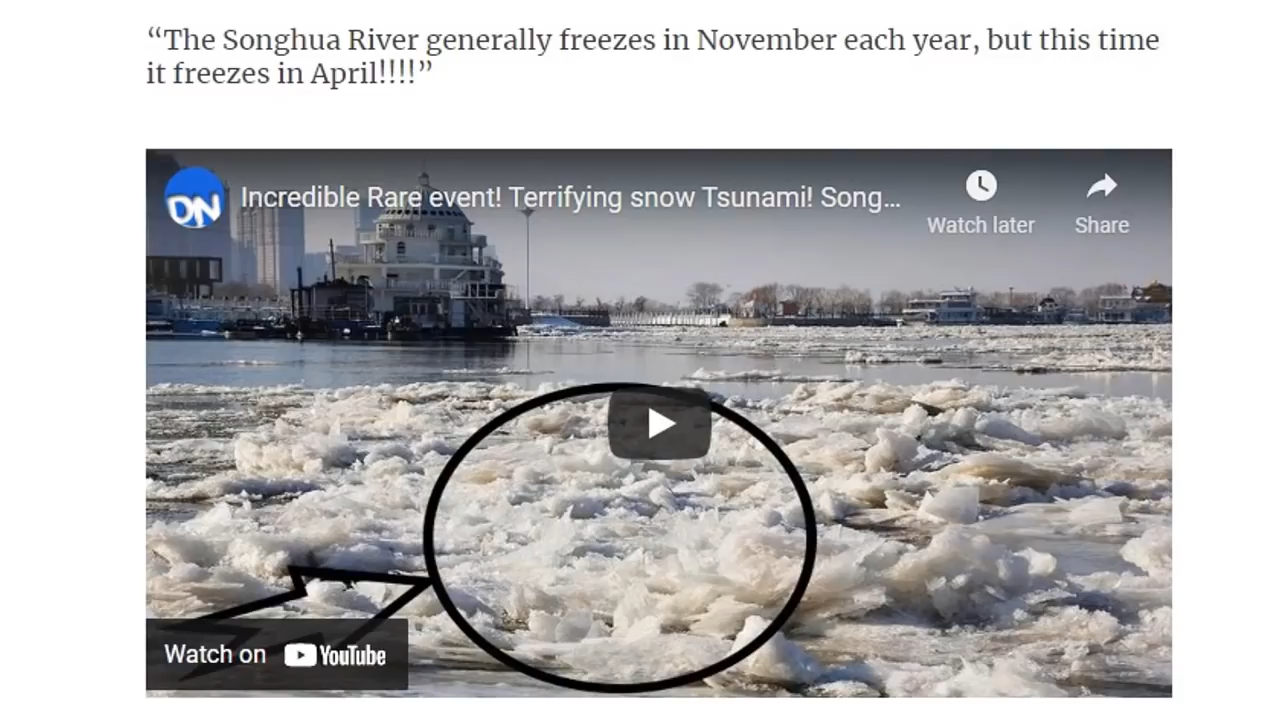 “The Songhua River generally freezes in November each year, but this time
it freezes in April!!!!”
DN
Incredible Rare event! Terrifying snow Tsunami! Song...
Watch later
Share
Watch on YouTube